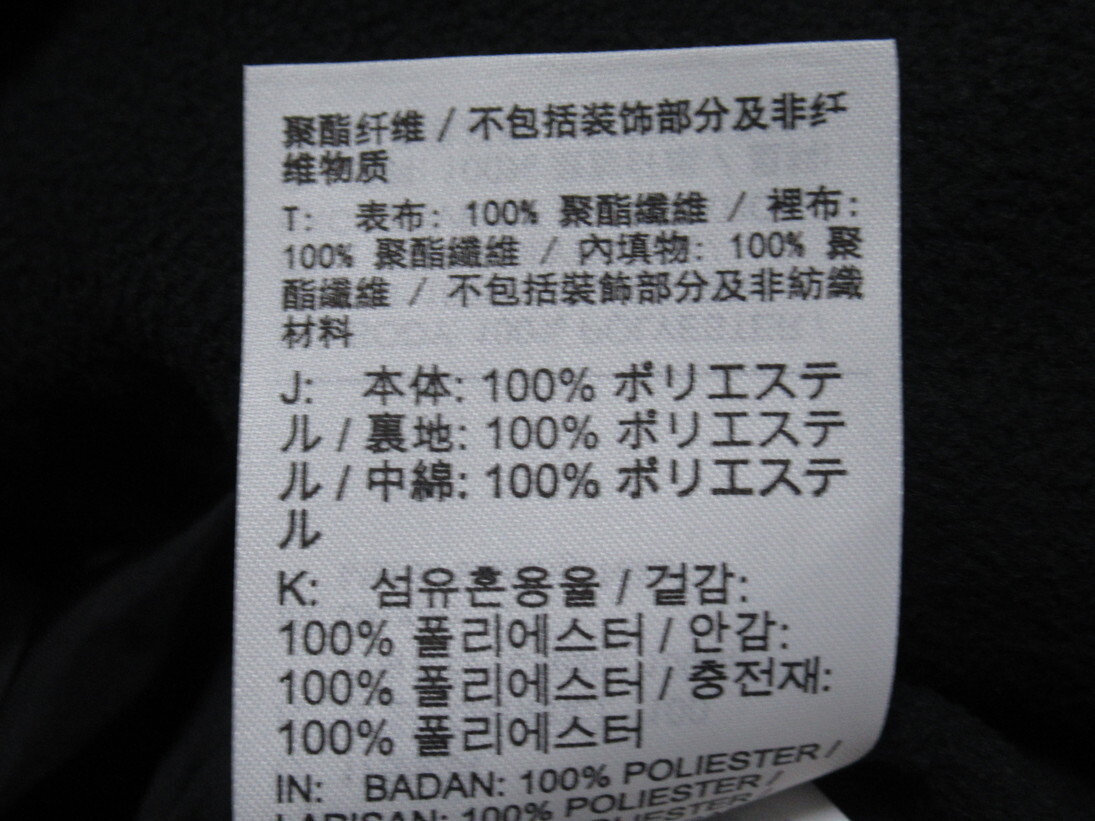 聚酯纤维 / 不包括装饰部分及非纤
维物质
T: 表布: 100% 聚酯纖維 / 裡布:
100% 聚酯纖維 / 內填物: 100% 聚
酯纖維 / 不包括裝飾部分及非紡織
材料
J: 本体: 100% ポリエステ
ル / 裏地: 100% ポリエステ
ル / 中綿: 100% ポリエステ
ル
K: 섬유혼용율 / 겉감:
100% 폴리에스터 / 안감:
100% 폴리에스터 / 충전재:
100% 폴리에스터
IN: BADAN: 100% POLIESTER /
LAPISAN: 100% POLIESTER /